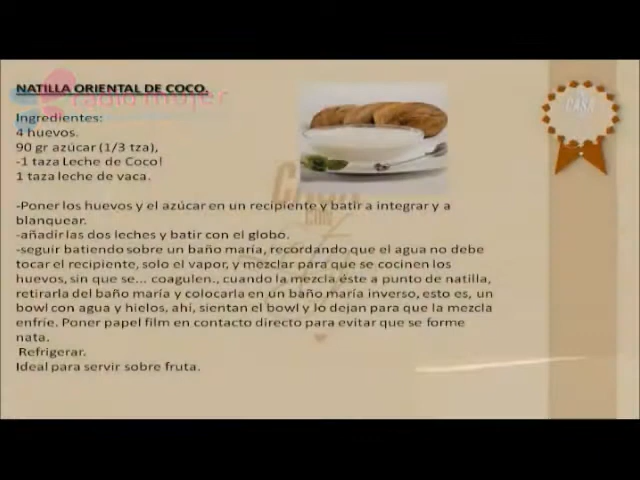 NATILLA ORIENTAL DE COCO.
radio mujer
Ingredientes:
4 huevos.
90 gr azúcar (1/3 tza),
-1 taza Leche de Coco!
1 taza leche de vaca.
-Poner los huevos y el azúcar en un recipiente y batir a integrar y a
blanquear.
-añadir las dos leches y batir con el globo.
-seguir batiendo sobre un baño maría, recordando que el agua no debe
tocar el recipiente, solo el vapor, y mezclar para que se cocinen los
huevos, sin que se... coagulen., cuando la mezcla éste a punto de natilla,
retirarla del baño maría y colocarla en un baño maría inverso, esto es, un
bowl con agua y hielos, ahí, sientan el bowl y lo dejan para que la mezcla
enfríe. Poner papel film en contacto directo para evitar que se forme
nata.
Refrigerar.
Ideal para servir sobre fruta.
CASA